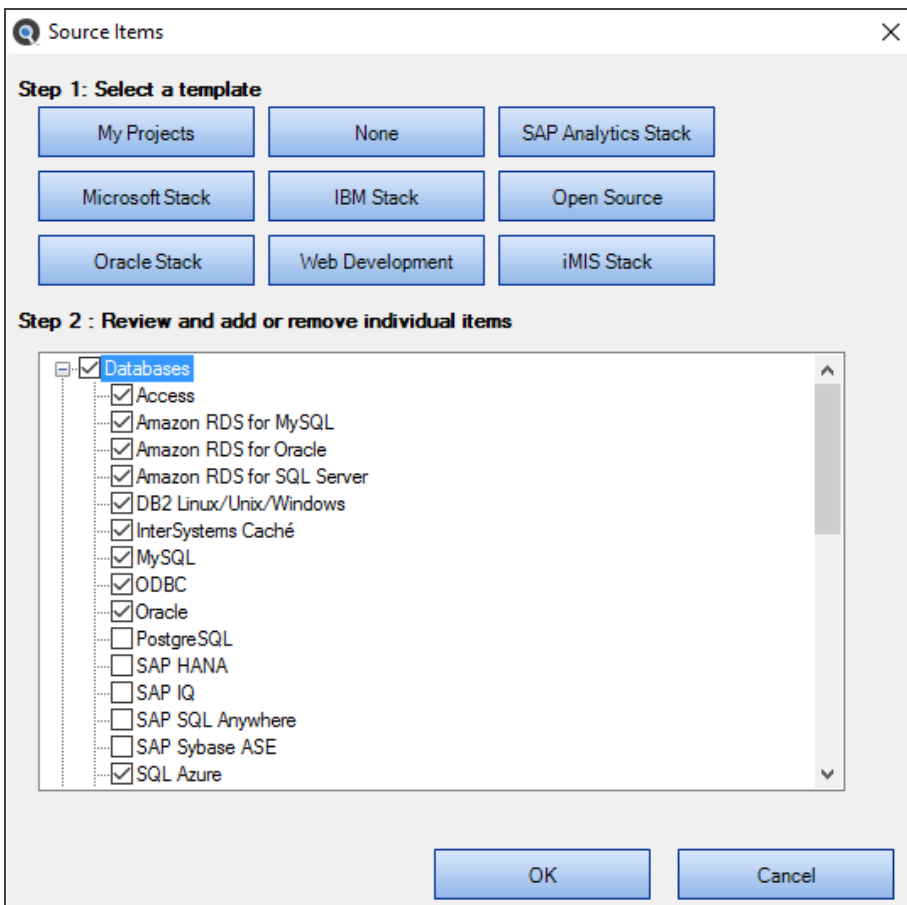 Source Items
Step 1: Select a template
My Projects None SAP Analytics Stack
Microsoft Stack IBM Stack Open Source
Oracle Stack Web Development iMIS Stack
Step 2 : Review and add or remove individual items
Databases
Access
Amazon RDS for MySQL
Amazon RDS for Oracle
Amazon RDS for SQL Server
DB2 Linux/Unix/Windows
InterSystems Caché
MySQL
ODBC
Oracle
PostgreSQL
SAP HANA
SAP IQ
SAP SQL Anywhere
SAP Sybase ASE
SQL Azure
OK Cancel